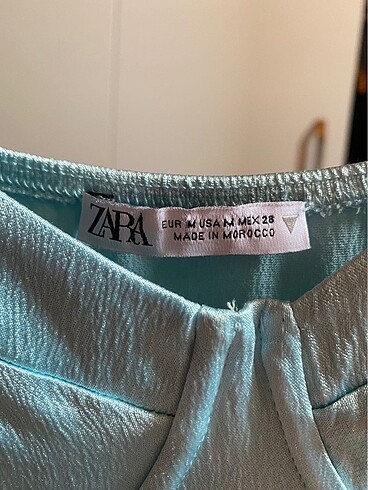 ZARA
EUR M USA M MEX 28
MADE IN MOROCCO